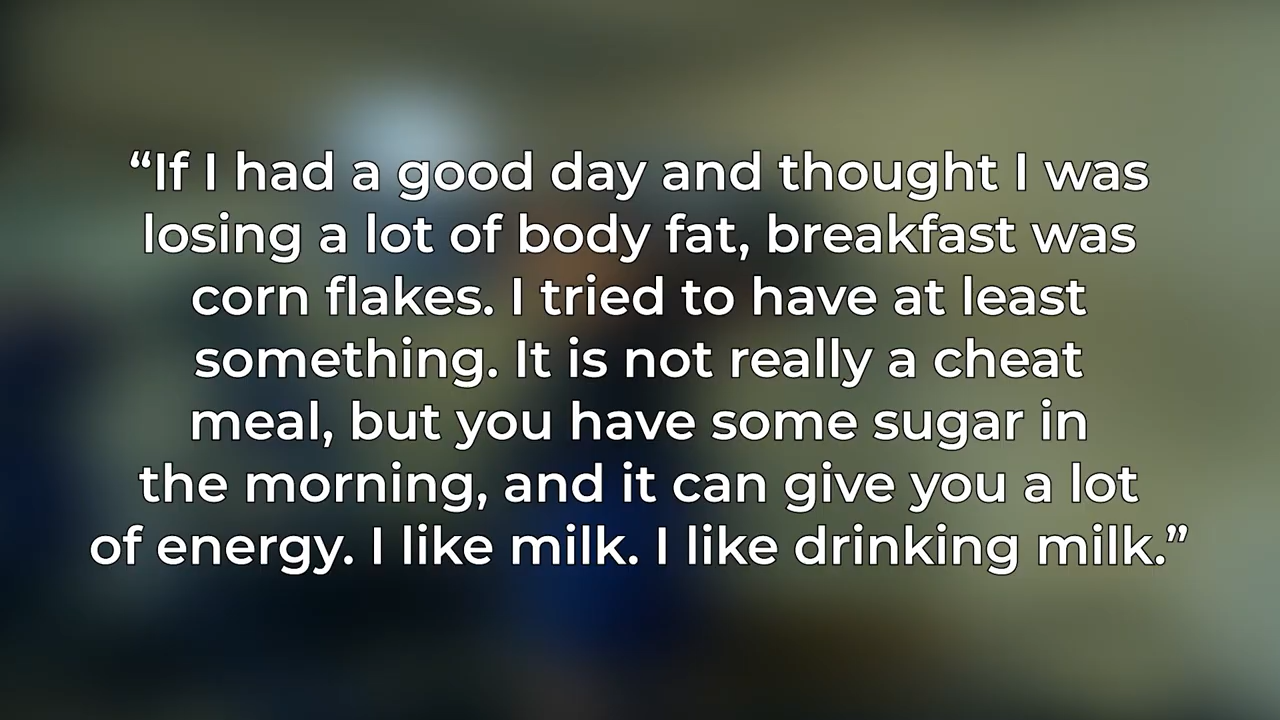 “If I had a good day and thought I was
losing a lot of body fat, breakfast was
corn flakes. I tried to have at least
something. It is not really a cheat
meal, but you have some sugar in
the morning, and it can give you a lot
of energy. I like milk. I like drinking milk.”